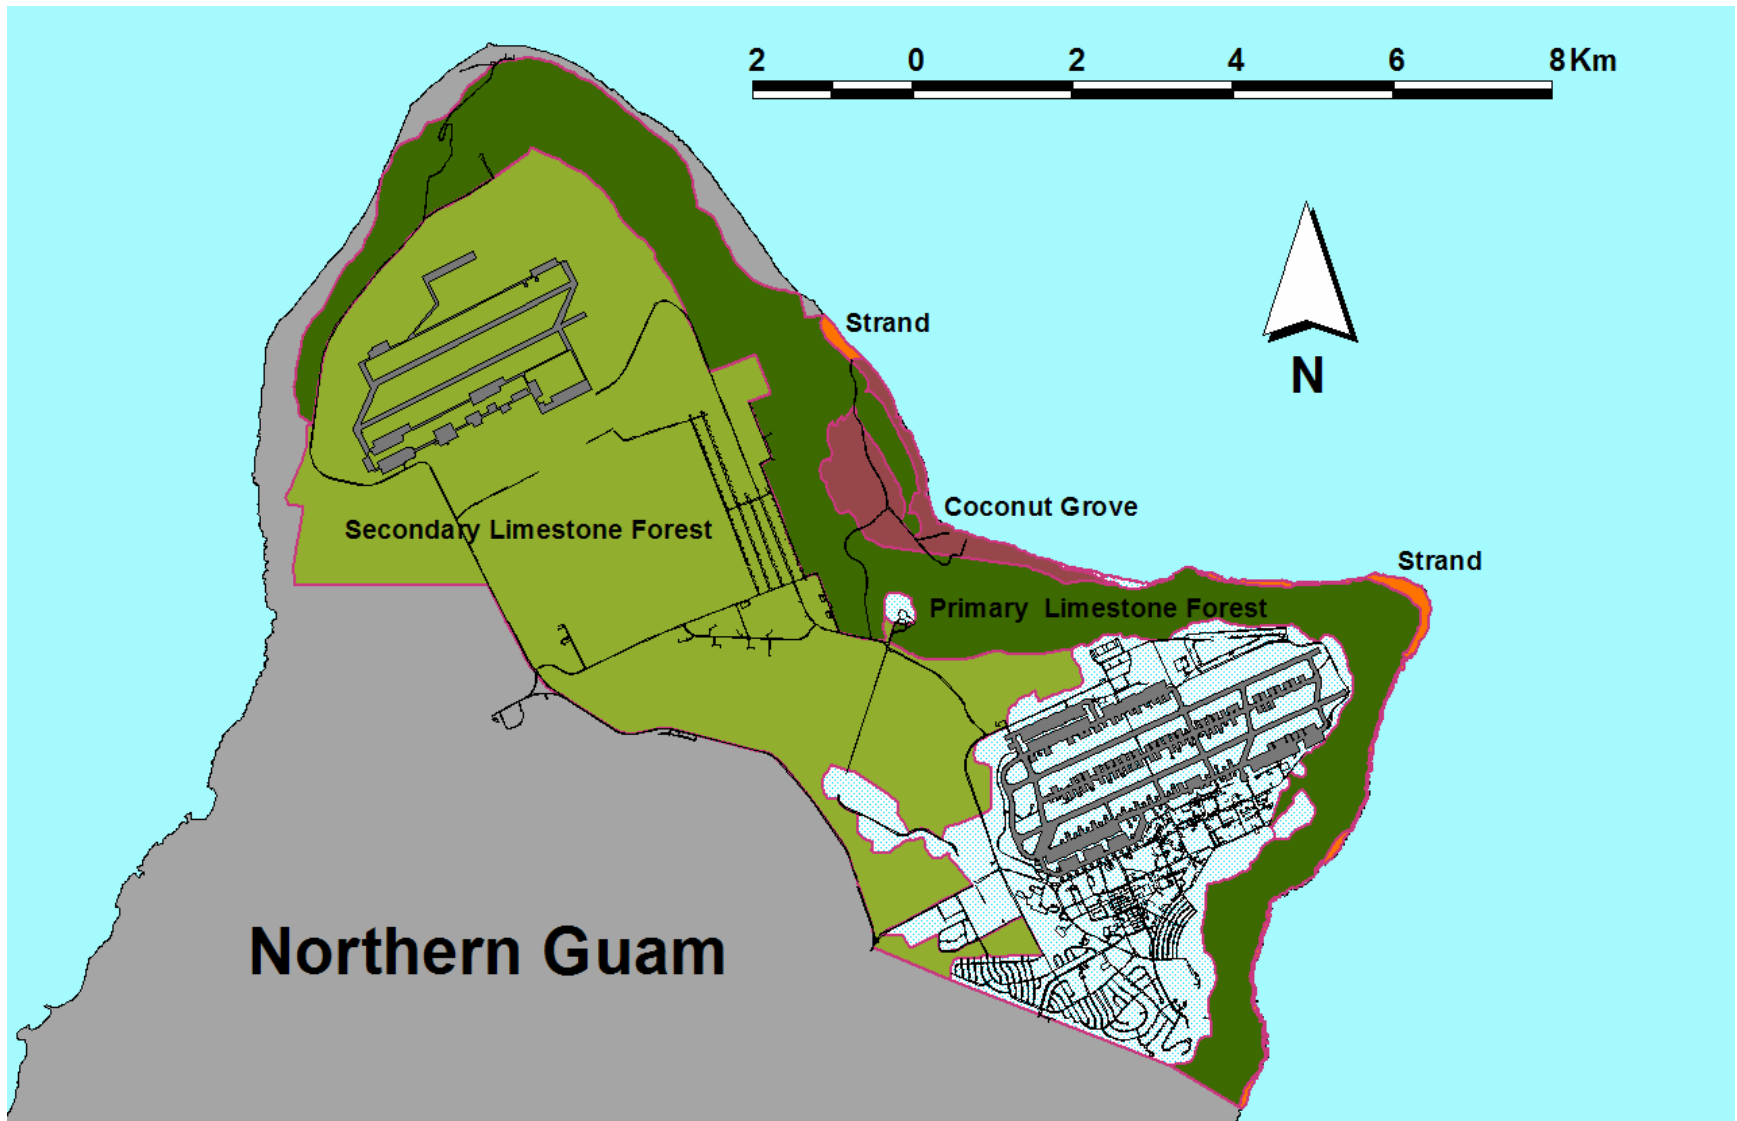 2 0 2 4 6 8 Km
Strand
N
Coconut Grove
Secondary Limestone Forest
Strand
Primary Limestone Forest
Northern Guam